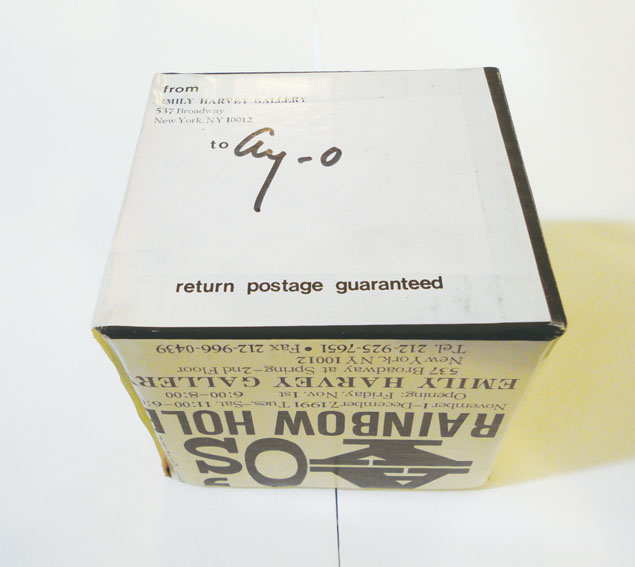 from
EMILY HARVEY GALLERY
537 Broadway
New York, NY 10012
to Ay-O
return postage guaranteed
AY
O'S
RAINBOW HOL
November 1–December 7, 1991 Tues.–Sat. 11:00–6:
Opening: Friday, Nov. 1st 6:00–8:00
EMILY HARVEY GALLERY
537 Broadway at Spring–2nd Floor
New York, NY 10012
Tel. 212-925-7651 • Fax 212-966-0439